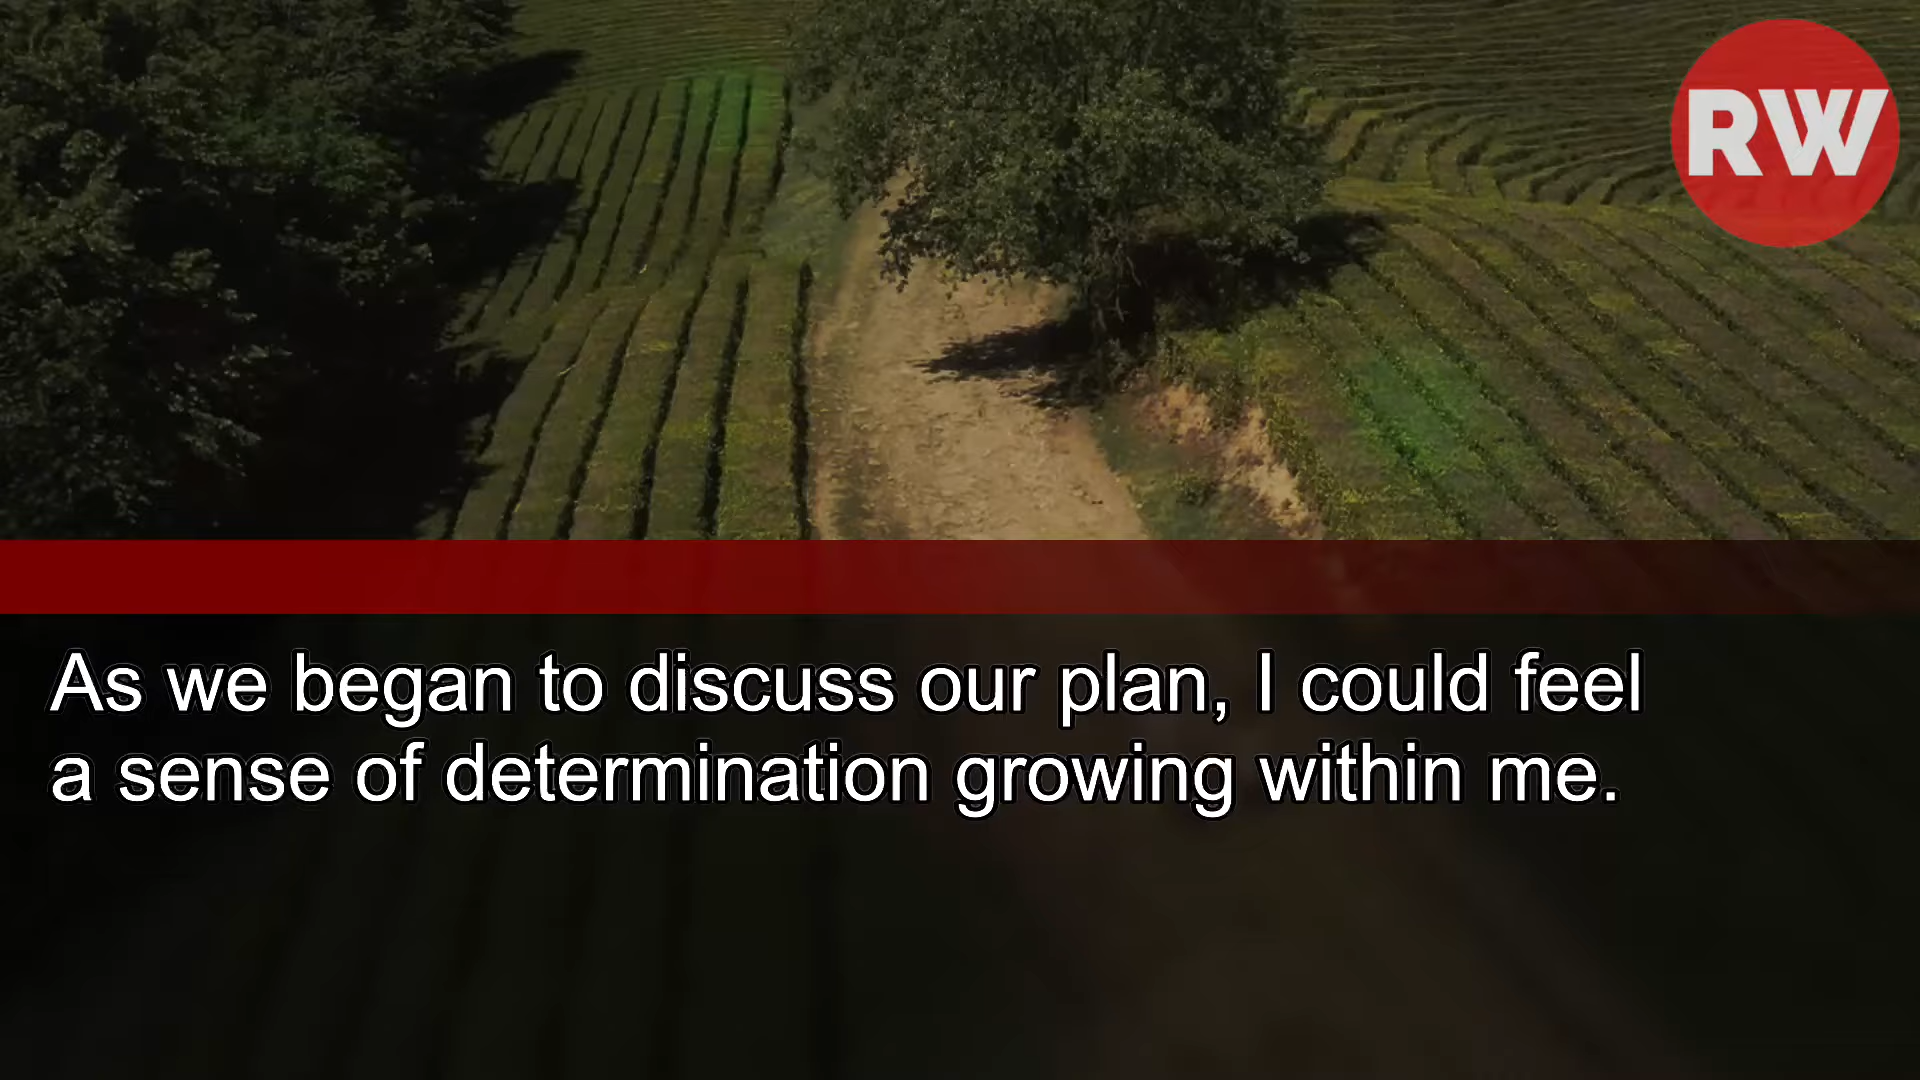 RW
As we began to discuss our plan, I could feel
a sense of determination growing within me.